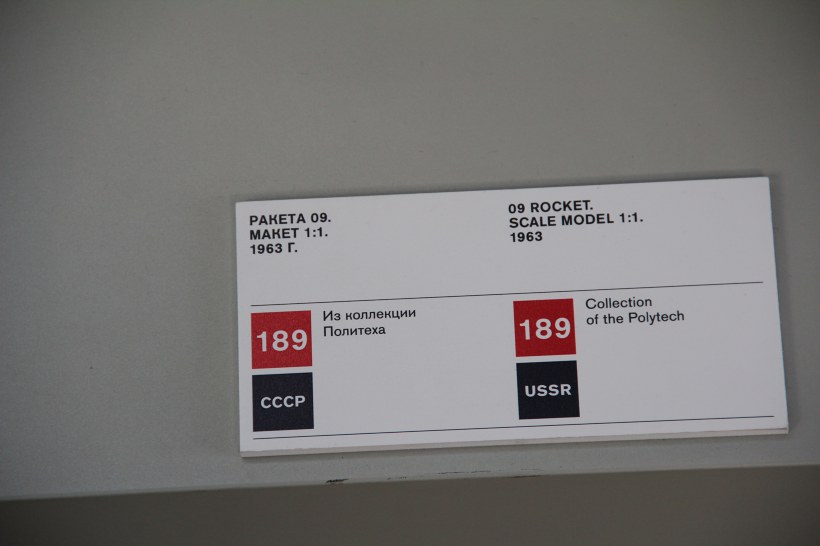 РАКЕТА 09.
МАКЕТ 1:1.
1963 Г.
189
Из коллекции
Политеха
СССР
09 ROCKET.
SCALE MODEL 1:1.
1963
189
Collection
of the Polytech
USSR